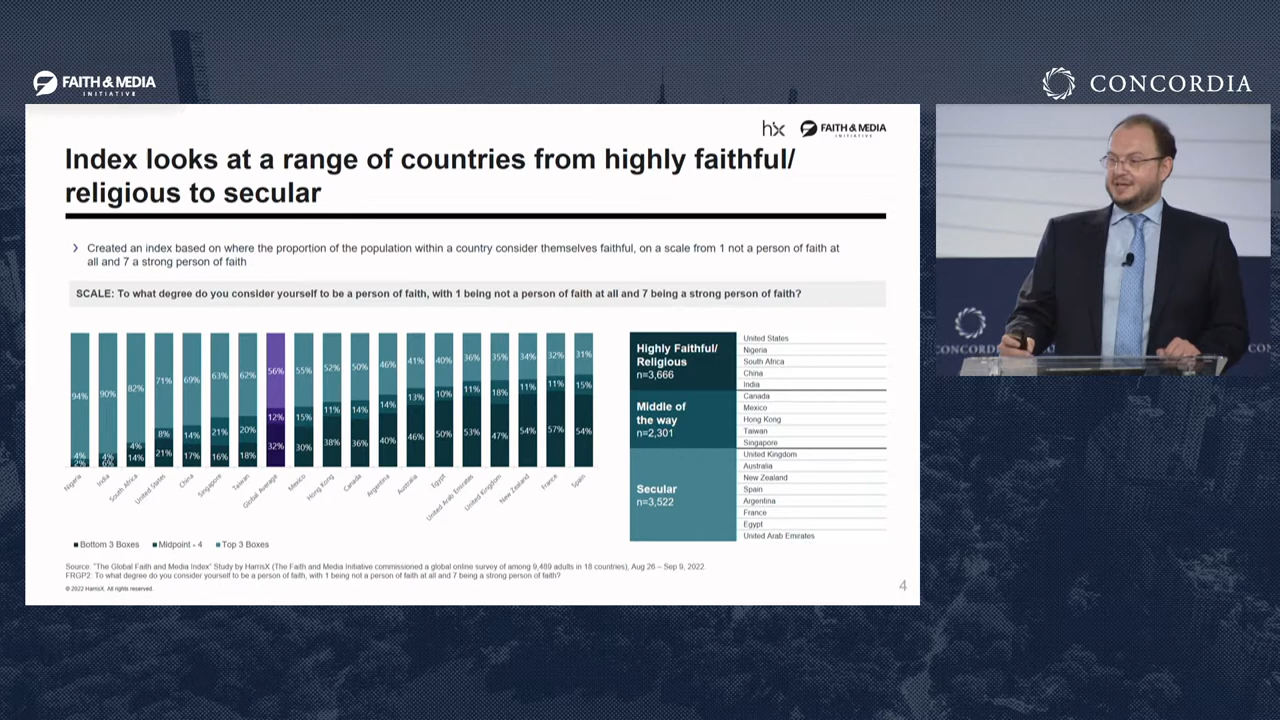 FAITH & MEDIA
INITIATIVE
CONCORDIA
h'x
FAITH & MEDIA
INITIATIVE
Index looks at a range of countries from highly faithful/
religious to secular
Created an index based on where the proportion of the population within a country consider themselves faithful, on a scale from 1 not a person of faith at
all and 7 a strong person of faith
SCALE: To what degree do you consider yourself to be a person of faith, with 1 being not a person of faith at all and 7 being a strong person of faith?
94% 90% 82% 71% 69% 63% 62% 56% 55% 52% 50% 46% 41% 40% 36% 35% 34% 32% 31%
4% 4% 4% 8% 14% 21% 20% 12% 15% 11% 14% 14% 13% 10% 11% 18% 11% 11% 15%
2% 6% 14% 21% 17% 16% 18% 32% 30% 38% 36% 40% 46% 50% 53% 47% 54% 57% 54%
Nigeria India South Africa United States China Singapore Taiwan Global Average Mexico Hong Kong Canada Argentina Australia Egypt United Arab Emirates United Kingdom New Zealand France Spain
Bottom 3 Boxes Midpoint - 4 Top 3 Boxes
Highly Faithful/
Religious
n=3,666
United States
Nigeria
South Africa
China
India
Middle of
the way
n=2,301
Canada
Mexico
Hong Kong
Taiwan
Singapore
Secular
n=3,522
United Kingdom
Australia
New Zealand
Spain
Argentina
France
Egypt
United Arab Emirates
Source: "The Global Faith and Media Index" Study by HarrisX (The Faith and Media Initiative commissioned a global online survey of among 9,489 adults in 18 countries), Aug 26 – Sep 9, 2022.
FRGP2: To what degree do you consider yourself to be a person of faith, with 1 being not a person of faith at all and 7 being a strong person of faith?
© 2022 HarrisX. All rights reserved.
4
CONCORDIA
CO